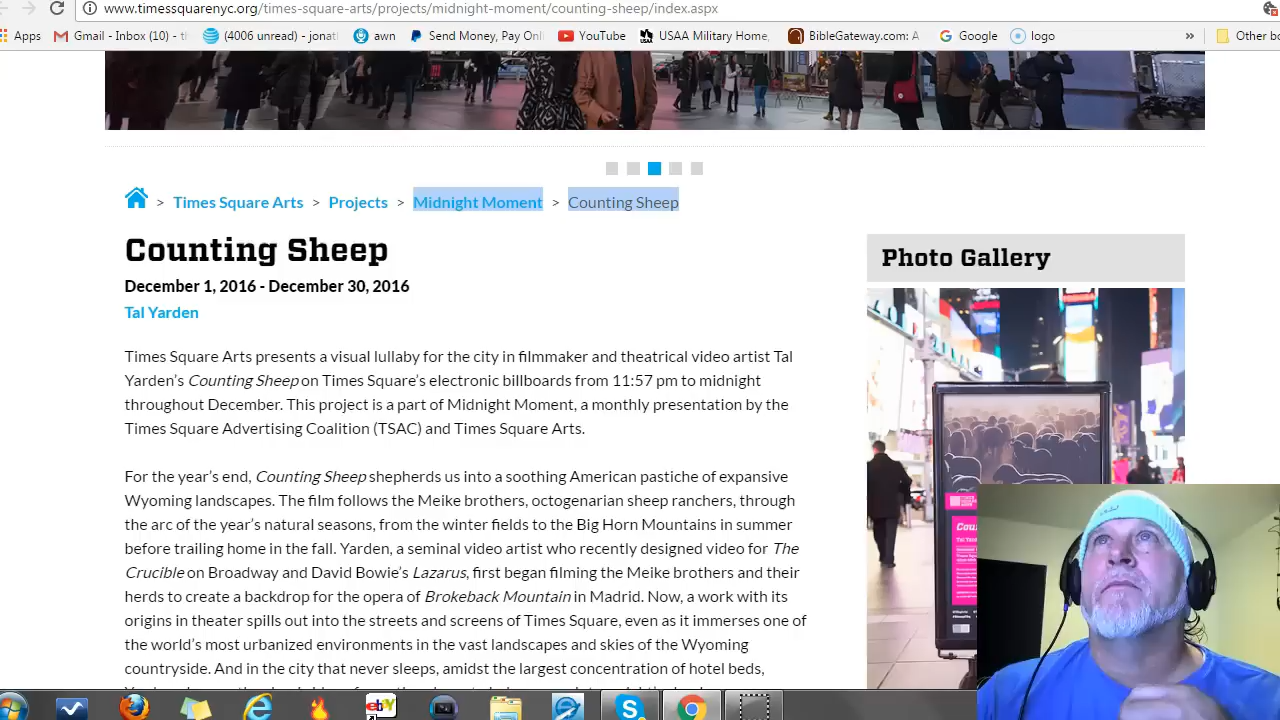 www.timessquarenyc.org/times-square-arts/projects/midnight-moment/counting-sheep/index.aspx
Apps Gmail - Inbox (10) - (4006 unread) - jonat awn Send Money, Pay Onl YouTube USAA Military Home, BibleGateway.com: A Google logo » Other bo
> Times Square Arts > Projects > Midnight Moment > Counting Sheep
Counting Sheep
Photo Gallery
December 1, 2016 - December 30, 2016
Tal Yarden
Times Square Arts presents a visual lullaby for the city in filmmaker and theatrical video artist Tal
Yarden’s Counting Sheep on Times Square’s electronic billboards from 11:57 pm to midnight
throughout December. This project is a part of Midnight Moment, a monthly presentation by the
Times Square Advertising Coalition (TSAC) and Times Square Arts.
For the year’s end, Counting Sheep shepherds us into a soothing American pastiche of expansive
Wyoming landscapes. The film follows the Meike brothers, octogenarian sheep ranchers, through
the arc of the year’s natural seasons, from the winter fields to the Big Horn Mountains in summer
before trailing home in the fall. Yarden, a seminal video artist who recently designed video for The
Crucible on Broadway and David Bowie’s Lazarus, first began filming the Meike brothers and their
herds to create a backdrop for the opera of Brokeback Mountain in Madrid. Now, a work with its
origins in theater spills out into the streets and screens of Times Square, even as it immerses one of
the world’s most urbanized environments in the vast landscapes and skies of the Wyoming
countryside. And in the city that never sleeps, amidst the largest concentration of hotel beds,
ebY